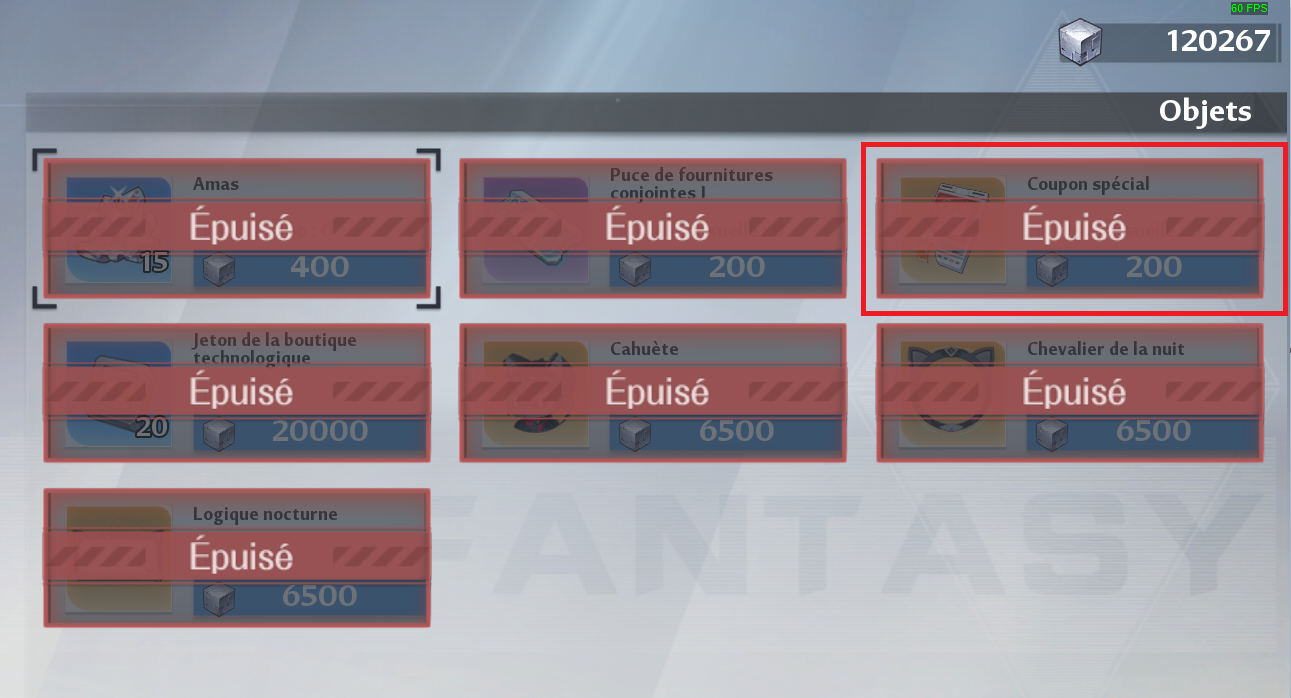 60 FPS
120267
Objets
Amas
Épuisé
15
400
Puce de fournitures
conjointes I
Épuisé
200
Coupon spécial
Épuisé
200
Jeton de la boutique
technologique
Épuisé
20
20000
Cahuète
Épuisé
6500
Chevalier de la nuit
Épuisé
6500
Logique nocturne
Épuisé
6500
FANTASY